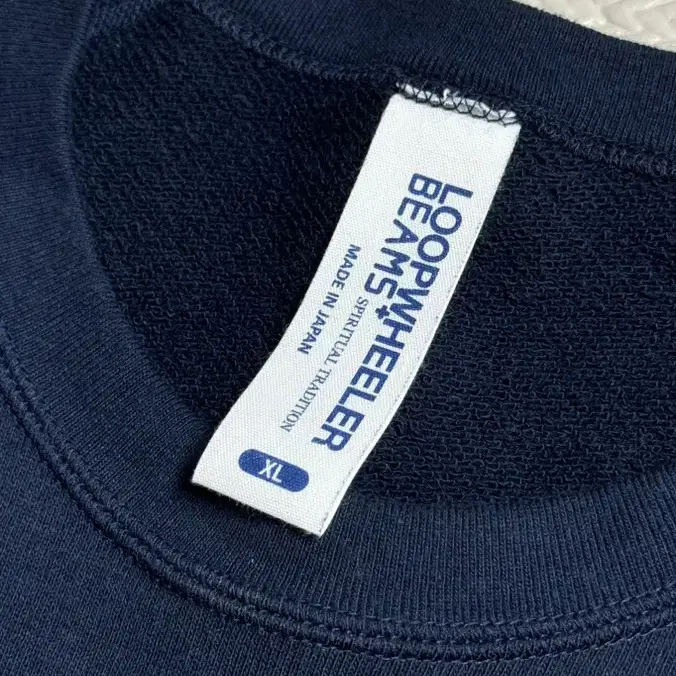 LOOPWHEELER
BEAMS+
SPIRITUAL TRADITION
MADE IN JAPAN
XL